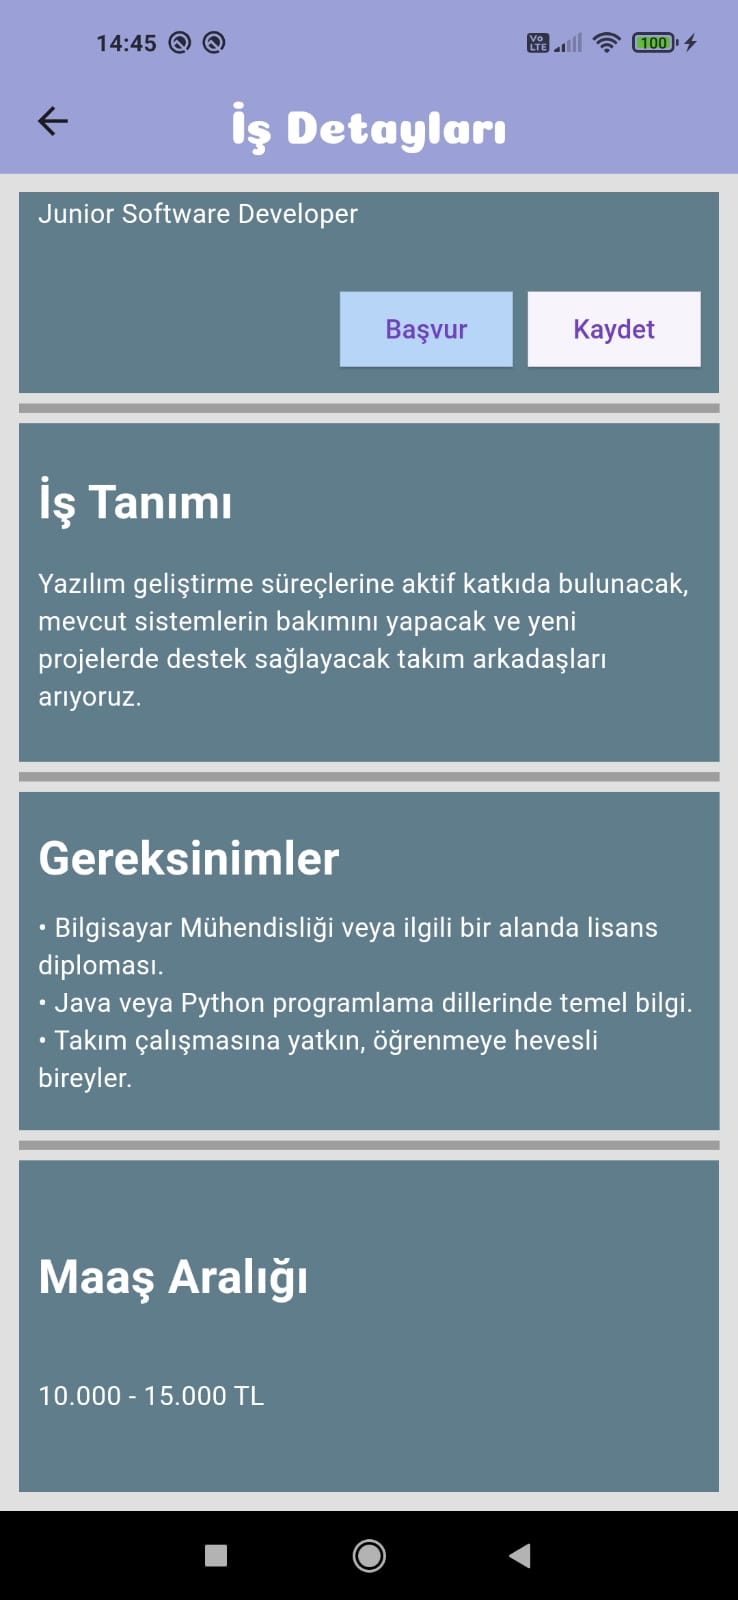 14:45
Vo LTE
100
İş Detayları
Junior Software Developer
Başvur
Kaydet
İş Tanımı
Yazılım geliştirme süreçlerine aktif katkıda bulunacak,
mevcut sistemlerin bakımını yapacak ve yeni
projelerde destek sağlayacak takım arkadaşları
arıyoruz.
Gereksinimler
• Bilgisayar Mühendisliği veya ilgili bir alanda lisans
diploması.
• Java veya Python programlama dillerinde temel bilgi.
• Takım çalışmasına yatkın, öğrenmeye hevesli
bireyler.
Maaş Aralığı
10.000 - 15.000 TL